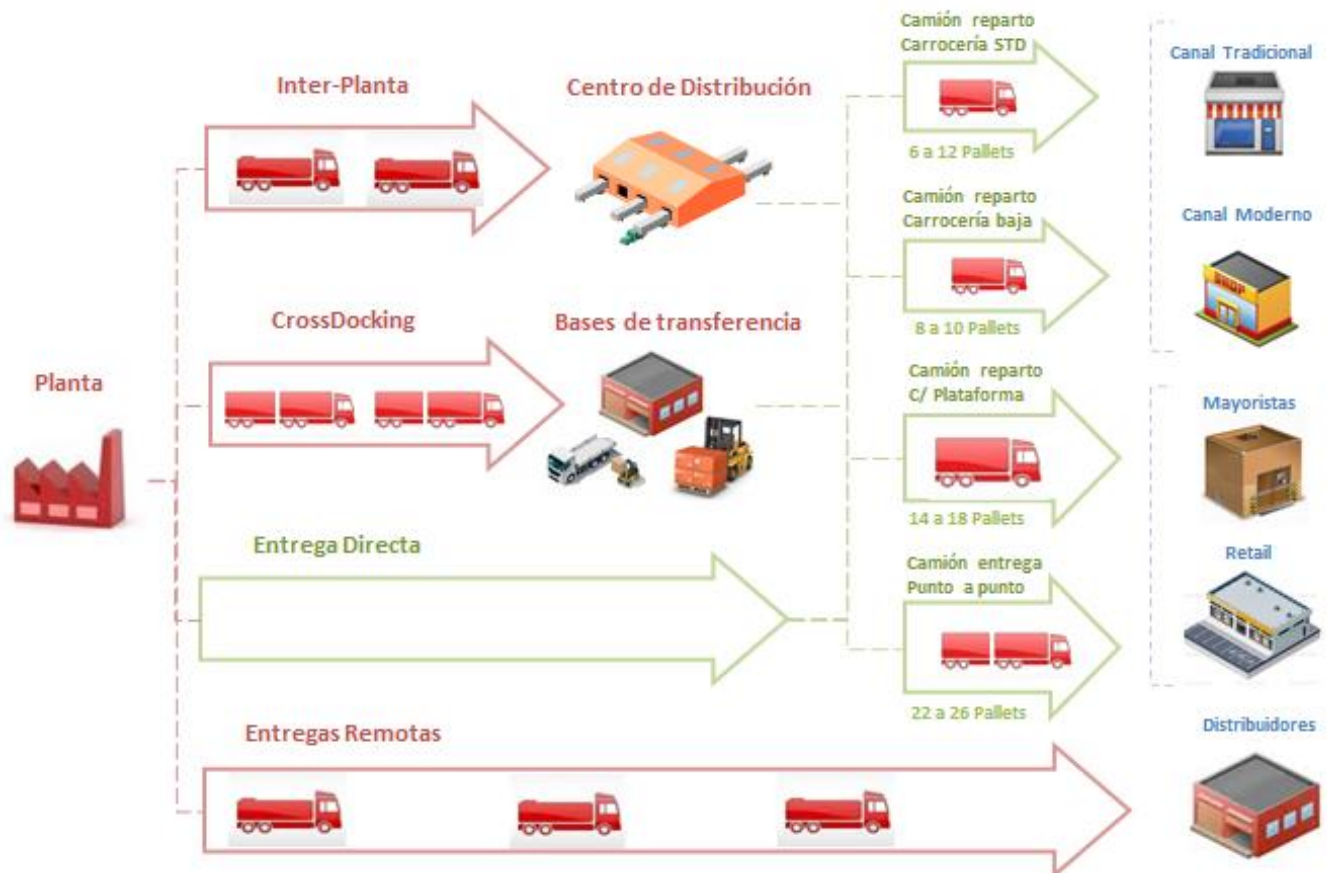 Camión reparto
Carrocería STD
Canal Tradicional
Inter-Planta
Centro de Distribución
6 a 12 Pallets
Camión reparto
Carrocería baja
Canal Moderno
SHOP
CrossDocking
Bases de transferencia
8 a 10 Pallets
Planta
Camión reparto
C/ Plataforma
Mayoristas
14 a 18 Pallets
Entrega Directa
Camión entrega
Punto a punto
Retail
22 a 26 Pallets
Entregas Remotas
Distribuidores